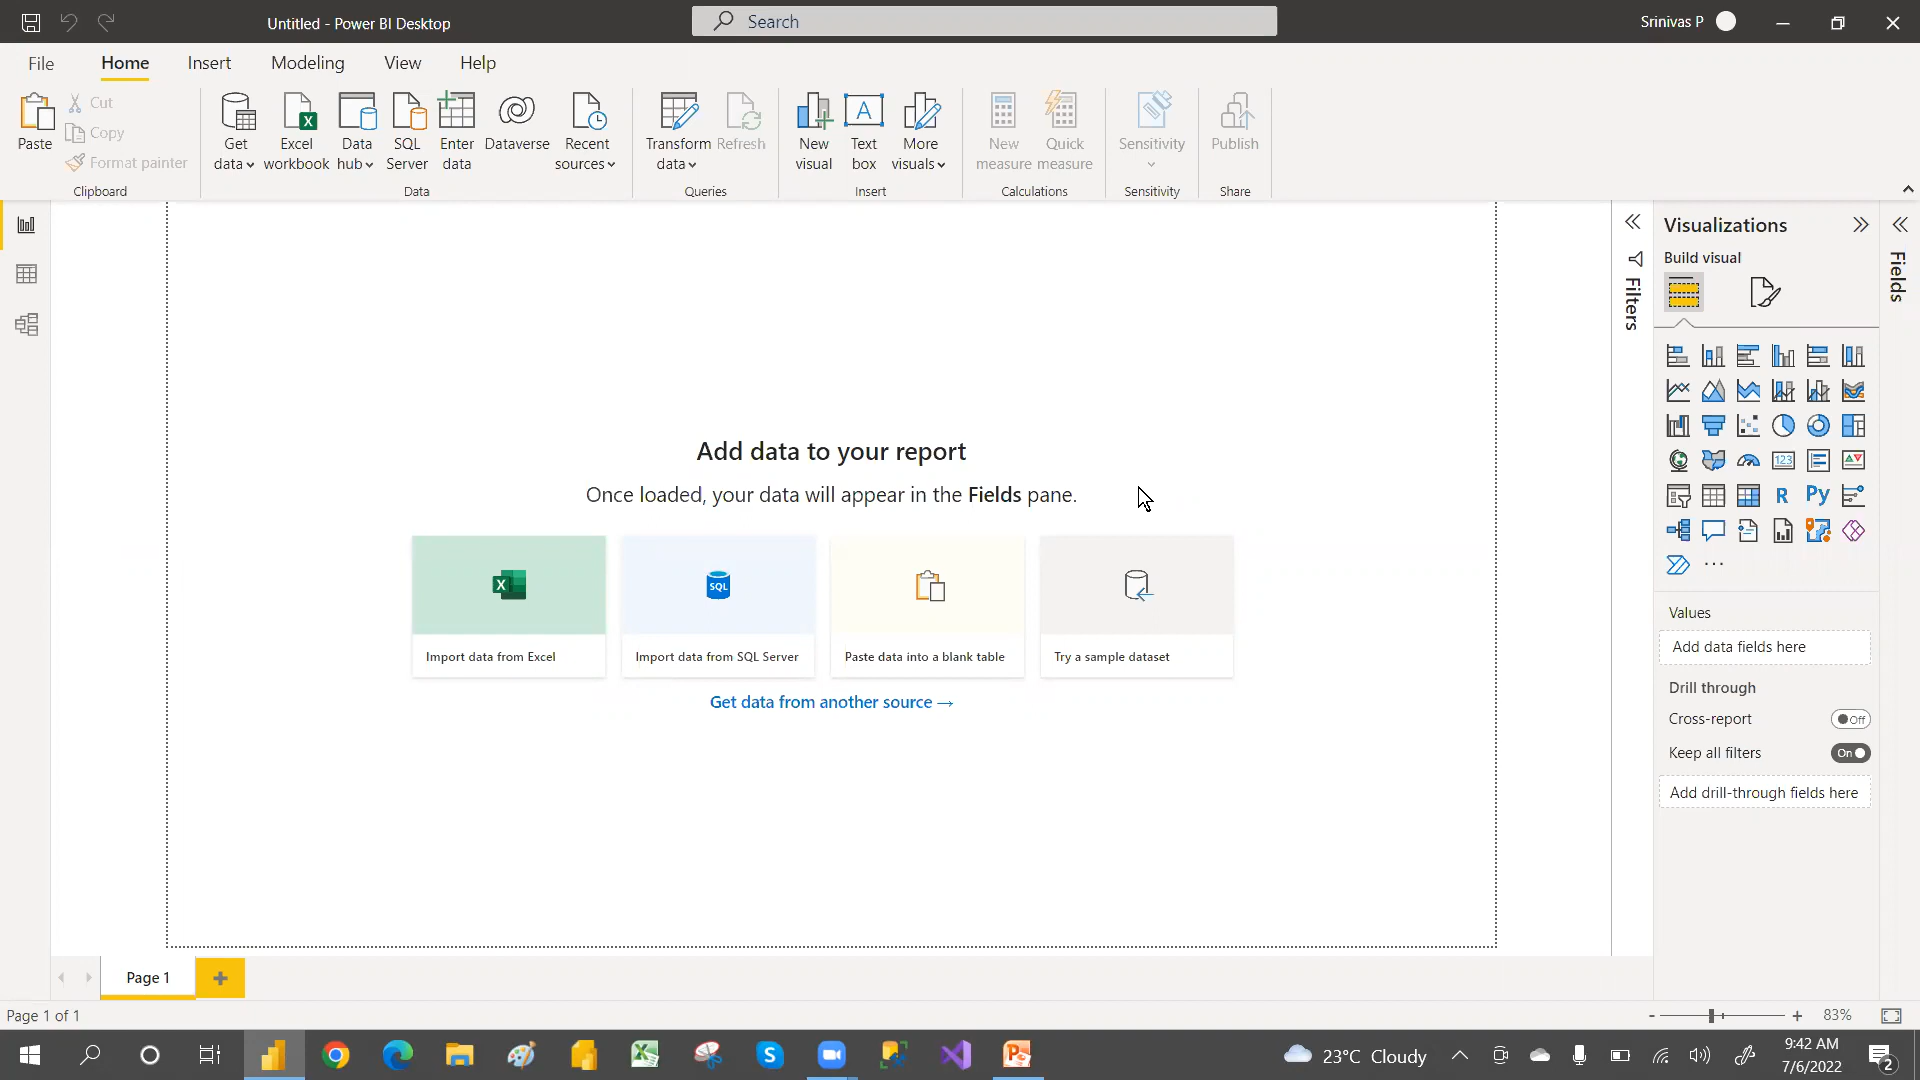 Untitled - Power BI Desktop
Search
Srinivas P
File
Home
Insert
Modeling
View
Help
Paste
Cut
Copy
Format painter
Clipboard
Get data
Excel workbook
Data hub
SQL Server
Enter data
Dataverse
Recent sources
Data
Transform data
Refresh
Queries
New visual
Text box
More visuals
Insert
New measure
Quick measure
Calculations
Sensitivity
Sensitivity
Publish
Share
Add data to your report
Once loaded, your data will appear in the Fields pane.
SQL
Import data from Excel
Import data from SQL Server
Paste data into a blank table
Try a sample dataset
Get data from another source →
Filters
Visualizations
Build visual
123
R
Py
Values
Add data fields here
Drill through
Cross-report
Off
Keep all filters
On
Add drill-through fields here
Fields
Page 1
Page 1 of 1
83%
23°C Cloudy
9:42 AM
7/6/2022
2